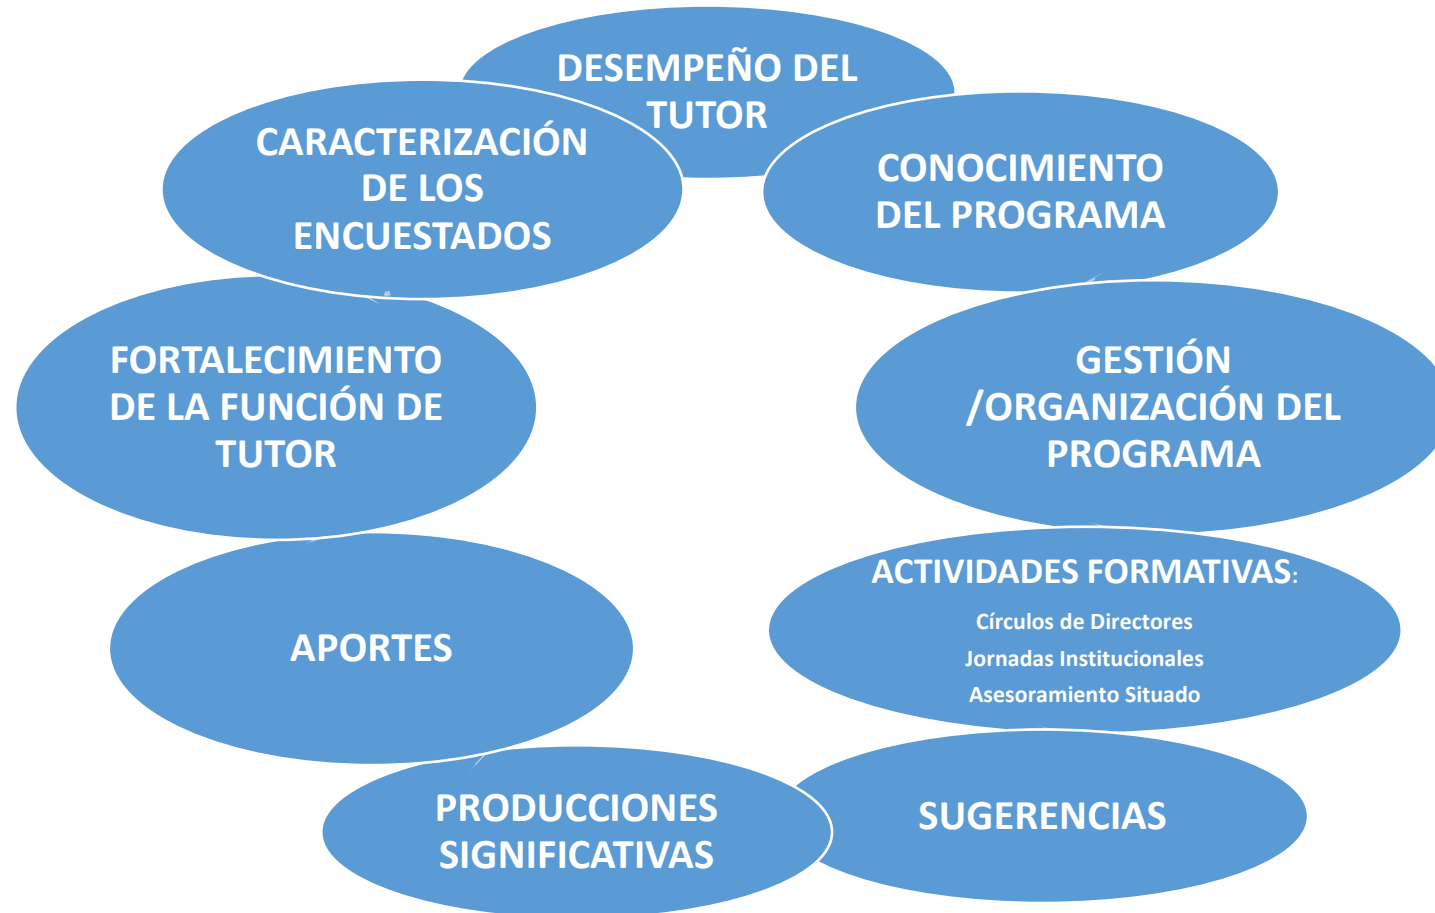 DESEMPEÑO DEL
TUTOR
CARACTERIZACIÓN
DE LOS
ENCUESTADOS
CONOCIMIENTO
DEL PROGRAMA
FORTALECIMIENTO
DE LA FUNCIÓN DE
TUTOR
GESTIÓN
/ORGANIZACIÓN DEL
PROGRAMA
ACTIVIDADES FORMATIVAS:
Círculos de Directores
Jornadas Institucionales
Asesoramiento Situado
APORTES
PRODUCCIONES
SIGNIFICATIVAS
SUGERENCIAS